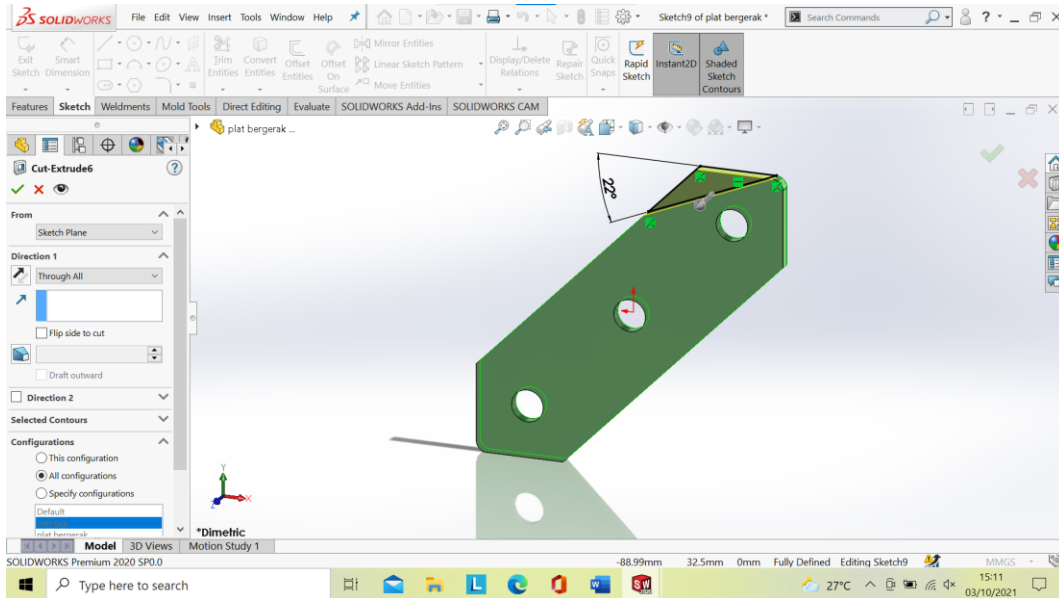 SOLIDWORKS File Edit View Insert Tools Window Help Sketch9 of plat bergerak * Search Commands
Exit Sketch Smart Dimension Trim Entities Convert Entities Offset Entities Offset On Surface Mirror Entities Linear Sketch Pattern Move Entities Display/Delete Relations Repair Sketch Quick Snaps Rapid Sketch Instant2D Shaded Sketch Contours
Features Sketch Weldments Mold Tools Direct Editing Evaluate SOLIDWORKS Add-Ins SOLIDWORKS CAM
plat bergerak ...
Cut-Extrude6
From
Sketch Plane
Direction 1
Through All
Flip side to cut
Draft outward
Direction 2
Selected Contours
Configurations
This configuration
All configurations
Specify configurations
Default
plat bergerak
22°
Y
X
Z
*Dimetric
Model 3D Views Motion Study 1
SOLIDWORKS Premium 2020 SP0.0 -88.99mm 32.5mm 0mm Fully Defined Editing Sketch9 MMGS
Type here to search 27°C 15:11
03/10/2021